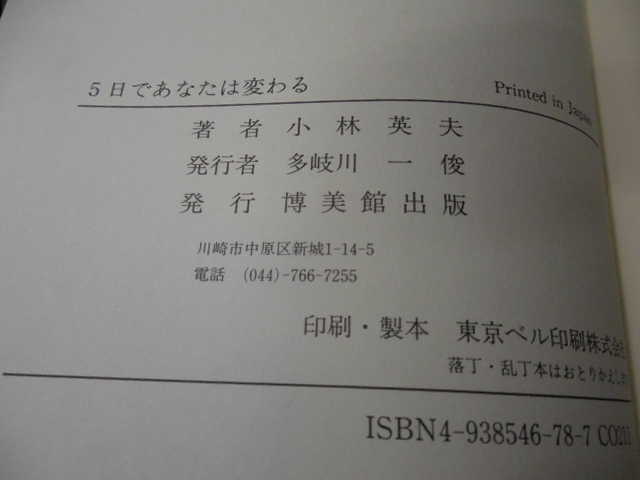 5日であなたは変わる
Printed in Japan
著者 小林英夫
発行者 多岐川一俊
発行 博美館出版
川崎市中原区新城1-14-5
電話 (044)-766-7255
印刷・製本 東京ベル印刷株式会社
落丁・乱丁本はおとりかえしま
ISBN4-938546-78-7 C0211